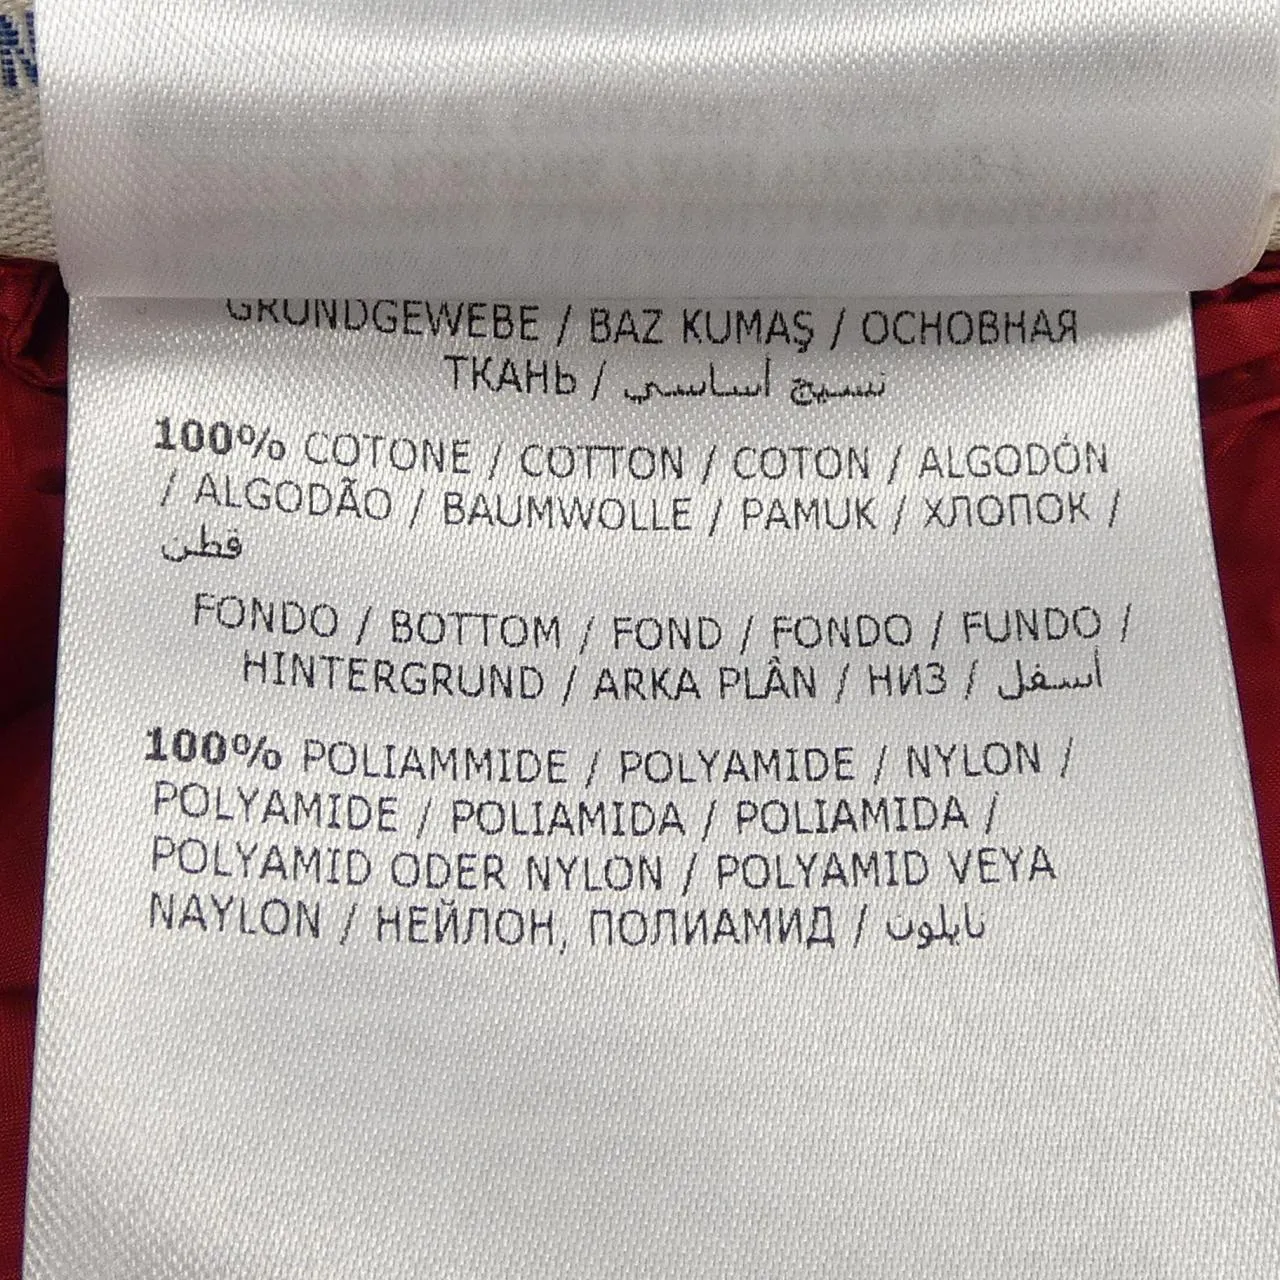 GRUNDGEWEBE / BAZ KUMAŞ / ОСНОВНАЯ
ТКАНЬ / نسيج أساسي
100% COTONE / COTTON / COTON / ALGODÓN
/ ALGODÃO / BAUMWOLLE / PAMUK / ХЛОПОК /
قطن
FONDO / BOTTOM / FOND / FONDO / FUNDO /
HINTERGRUND / ARKA PLÂN / НИЗ / أسفل
100% POLIAMMIDE / POLYAMIDE / NYLON /
POLYAMIDE / POLIAMIDA / POLIAMIDA /
POLYAMID ODER NYLON / POLYAMID VEYA
NAYLON / НЕЙЛОН, ПОЛИАМИД / نايلون